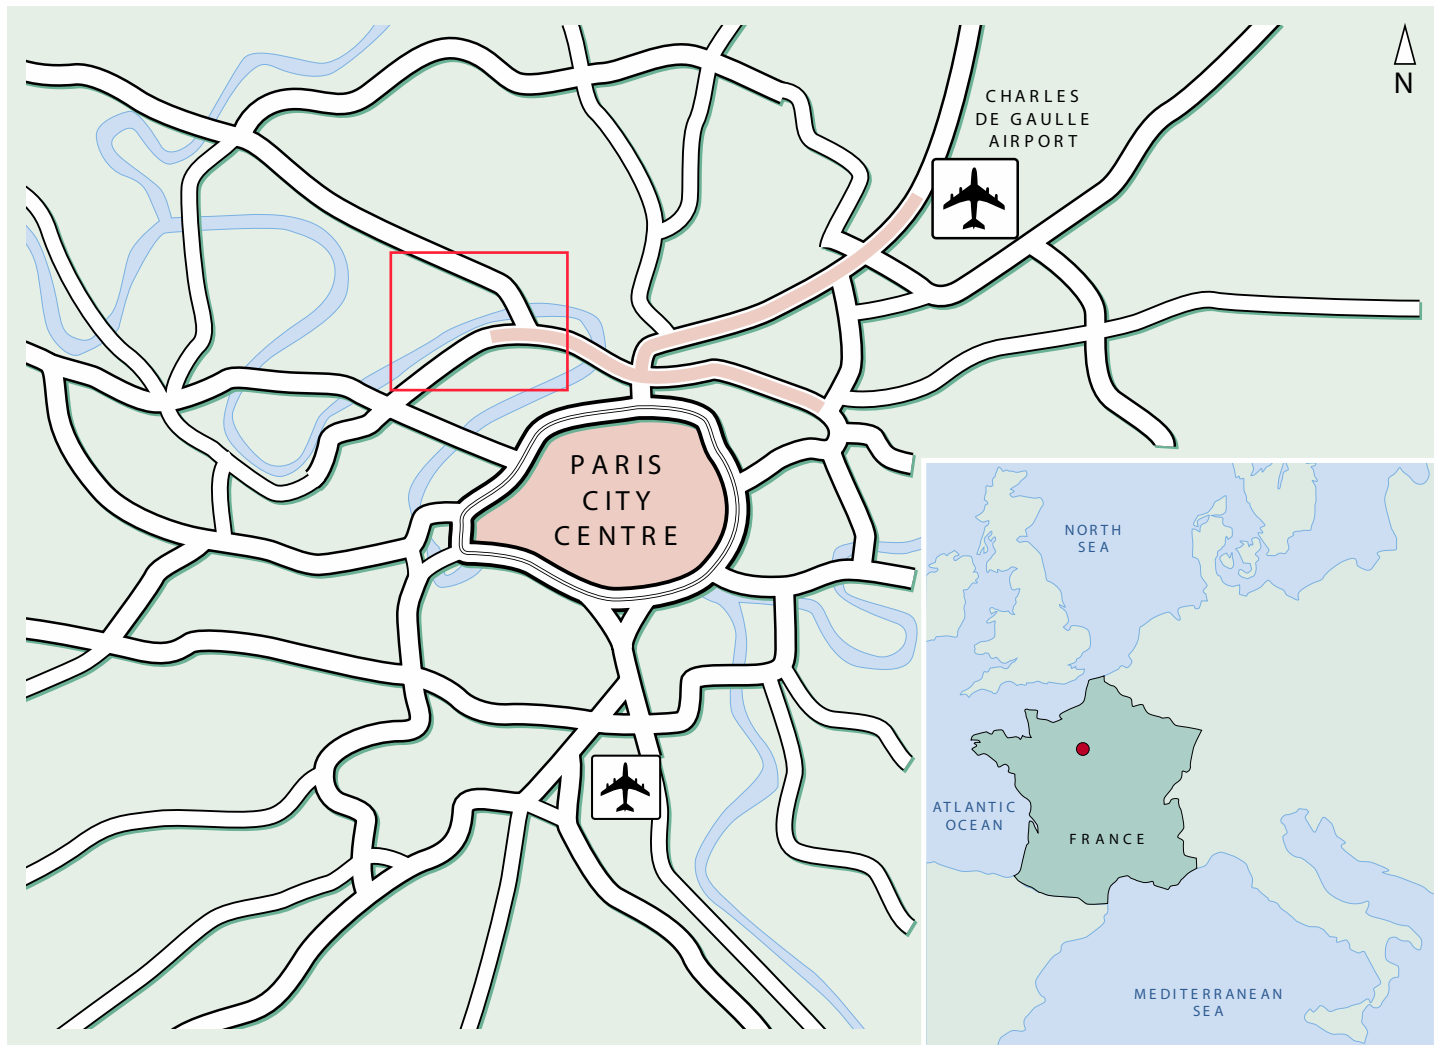 CHARLES
DE GAULLE
AIRPORT
N
PARIS
CITY
CENTRE
NORTH
SEA
ATLANTIC
OCEAN
FRANCE
MEDITERRANEAN
SEA